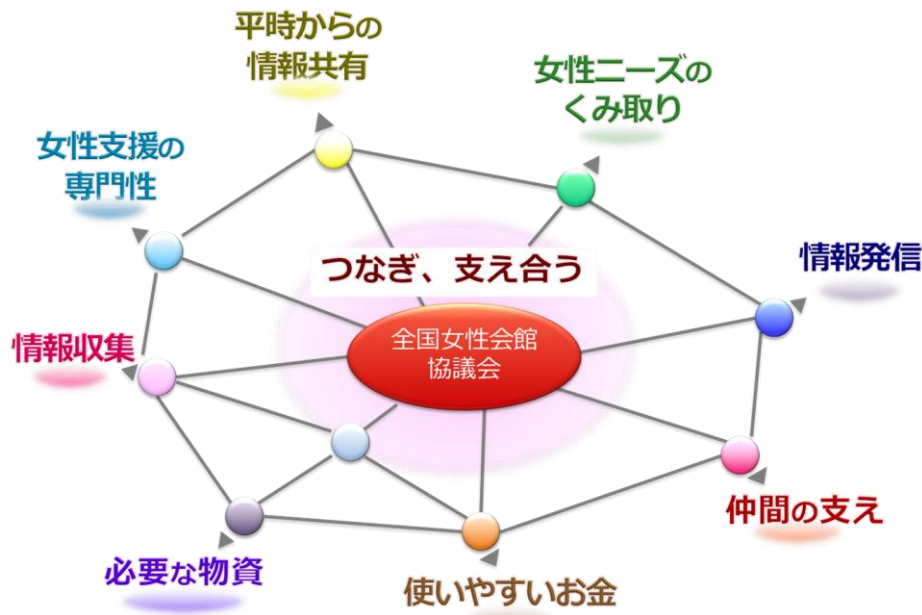 平時からの
情報共有
女性ニーズの
くみ取り
女性支援の
専門性
つなぎ、支え合う
情報発信
全国女性会館
協議会
情報収集
仲間の支え
必要な物資
使いやすいお金